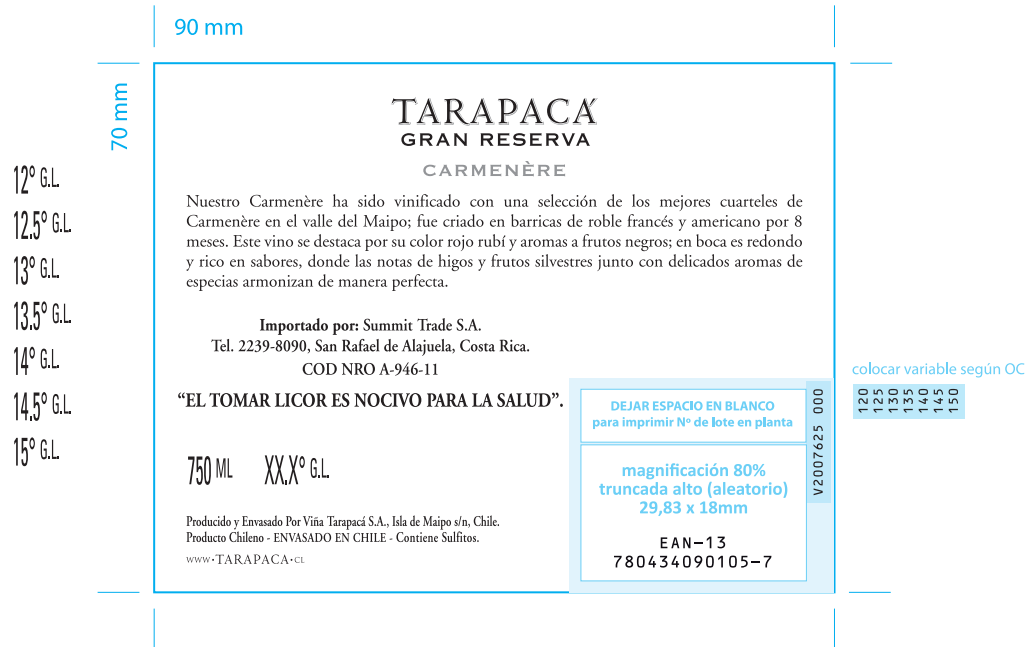 90 mm
70 mm
12° G.L.
12.5° G.L.
13° G.L.
13.5° G.L.
14° G.L.
14,5° G.L.
15° G.L.
TARAPACÁ
GRAN RESERVA
CARMENÈRE
Nuestro Carmenère ha sido vinificado con una selección de los mejores cuarteles de
Carmenère en el valle del Maipo; fue criado en barricas de roble francés y americano por 8
meses. Este vino se destaca por su color rojo rubí y aromas a frutos negros; en boca es redondo
y rico en sabores, donde las notas de higos y frutos silvestres junto con delicados aromas de
especias armonizan de manera perfecta.
Importado por: Summit Trade S.A.
Tel. 2239-8090, San Rafael de Alajuela, Costa Rica.
COD NRO A-946-11
“EL TOMAR LICOR ES NOCIVO PARA LA SALUD”.
750 ML XX.X° G.L.
Producido y Envasado Por Viña Tarapacá S.A., Isla de Maipo s/n, Chile.
Producto Chileno - ENVASADO EN CHILE - Contiene Sulfitos.
WWW·TARAPACA·CL
DEJAR ESPACIO EN BLANCO
para imprimir Nº de lote en planta
magnificación 80%
truncada alto (aleatorio)
29,83 x 18mm
EAN-13
780434090105-7
V2007625 000
colocar variable según OC
120
125
130
135
140
145
150